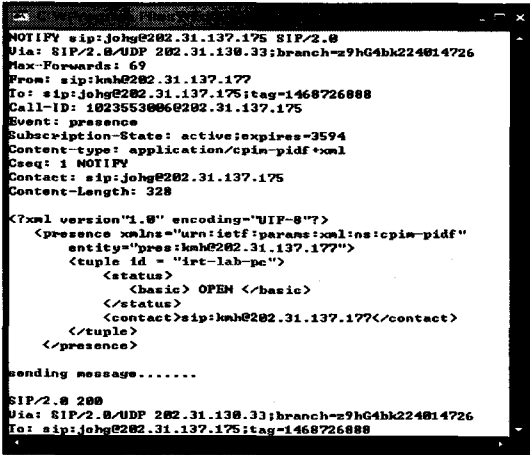 NOTIFY sip:johg@202.31.137.175 SIP/2.0
Via: SIP/2.0/UDP 202.31.130.33;branch=z9hG4bk224014726
Max-Forwards: 69
From: sip:kmh@202.31.137.177
To: sip:johg@202.31.137.175;tag=1468726888
Call-ID: 1023553006@202.31.137.175
Event: presence
Subscription-State: active;expires=3594
Content-type: application/cpim-pidf+xml
Cseq: 1 NOTIFY
Contact: sip:johg@202.31.137.175
Content-Length: 328
<?xml version"1.0" encoding="UTF-8"?>
<presence xmlns="urn:ietf:params:xml:ns:cpim-pidf"
entity="pres:kmh@202.31.137.177">
<tuple id = "irt-lab-pc">
<status>
<basic> OPEN </basic>
</status>
<contact>sip:kmh@202.31.137.177</contact>
</tuple>
</presence>
sending message.......
SIP/2.0 200
Via: SIP/2.0/UDP 202.31.130.33;branch=z9hG4bk224014726
To: sip:johg@202.31.137.175;tag=1468726888